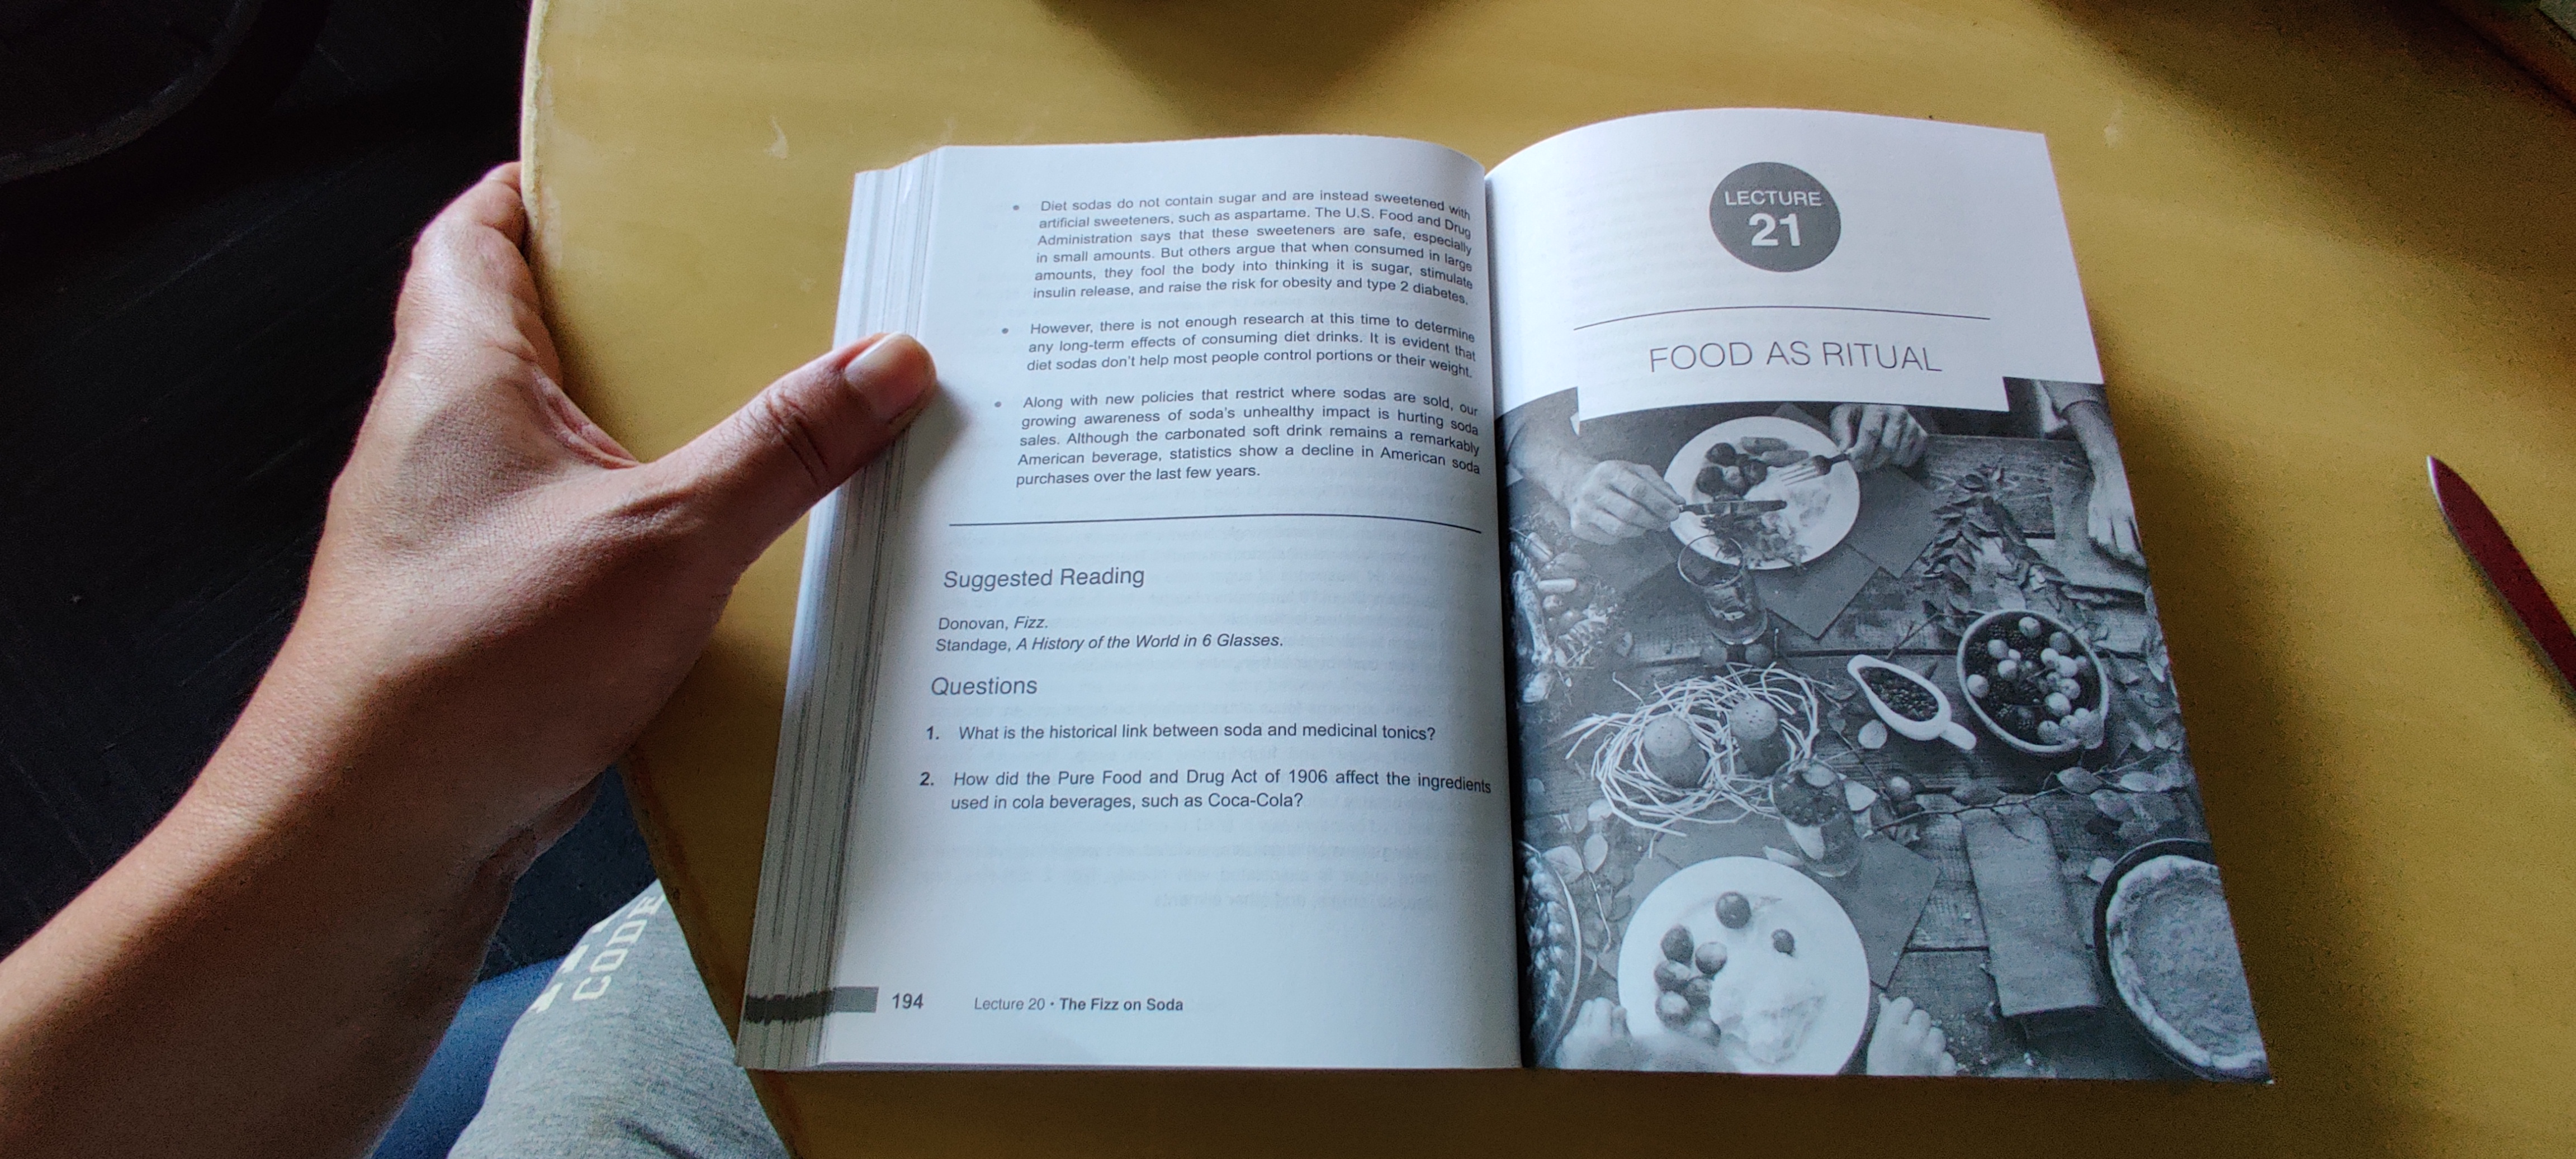 Diet sodas do not contain sugar and are instead sweetened with
artificial sweeteners, such as aspartame. The U.S. Food and Drug
Administration says that these sweeteners are safe, especially
in small amounts. But others argue that when consumed in large
amounts, they fool the body into thinking it is sugar, stimulate
insulin release, and raise the risk for obesity and type 2 diabetes.
However, there is not enough research at this time to determine
any long-term effects of consuming diet drinks. It is evident that
diet sodas don't help most people control portions or their weight.
Along with new policies that restrict where sodas are sold, our
growing awareness of soda's unhealthy impact is hurting soda
sales. Although the carbonated soft drink remains a remarkably
American beverage, statistics show a decline in American soda
purchases over the last few years.
Suggested Reading
Donovan, Fizz.
Standage, A History of the World in 6 Glasses.
Questions
1. What is the historical link between soda and medicinal tonics?
2. How did the Pure Food and Drug Act of 1906 affect the ingredients
used in cola beverages, such as Coca-Cola?
194 Lecture 20 • The Fizz on Soda
LECTURE
21
FOOD AS RITUAL
CODE